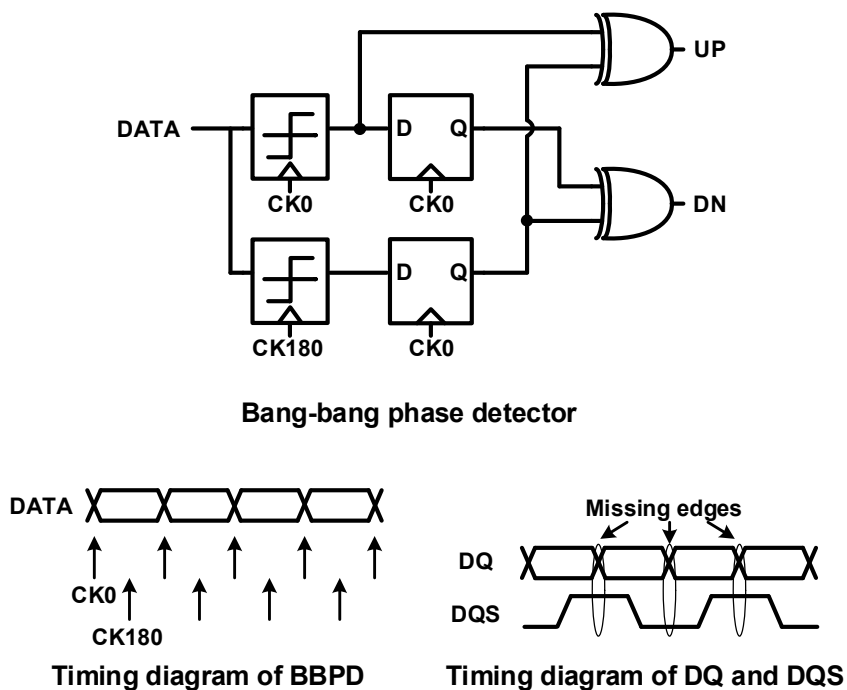 UP
DATA
D
Q
CK0
CK0
DN
D
Q
CK180
CK0
Bang-bang phase detector
DATA
CK0
CK180
Timing diagram of BBPD
Missing edges
DQ
DQS
Timing diagram of DQ and DQS